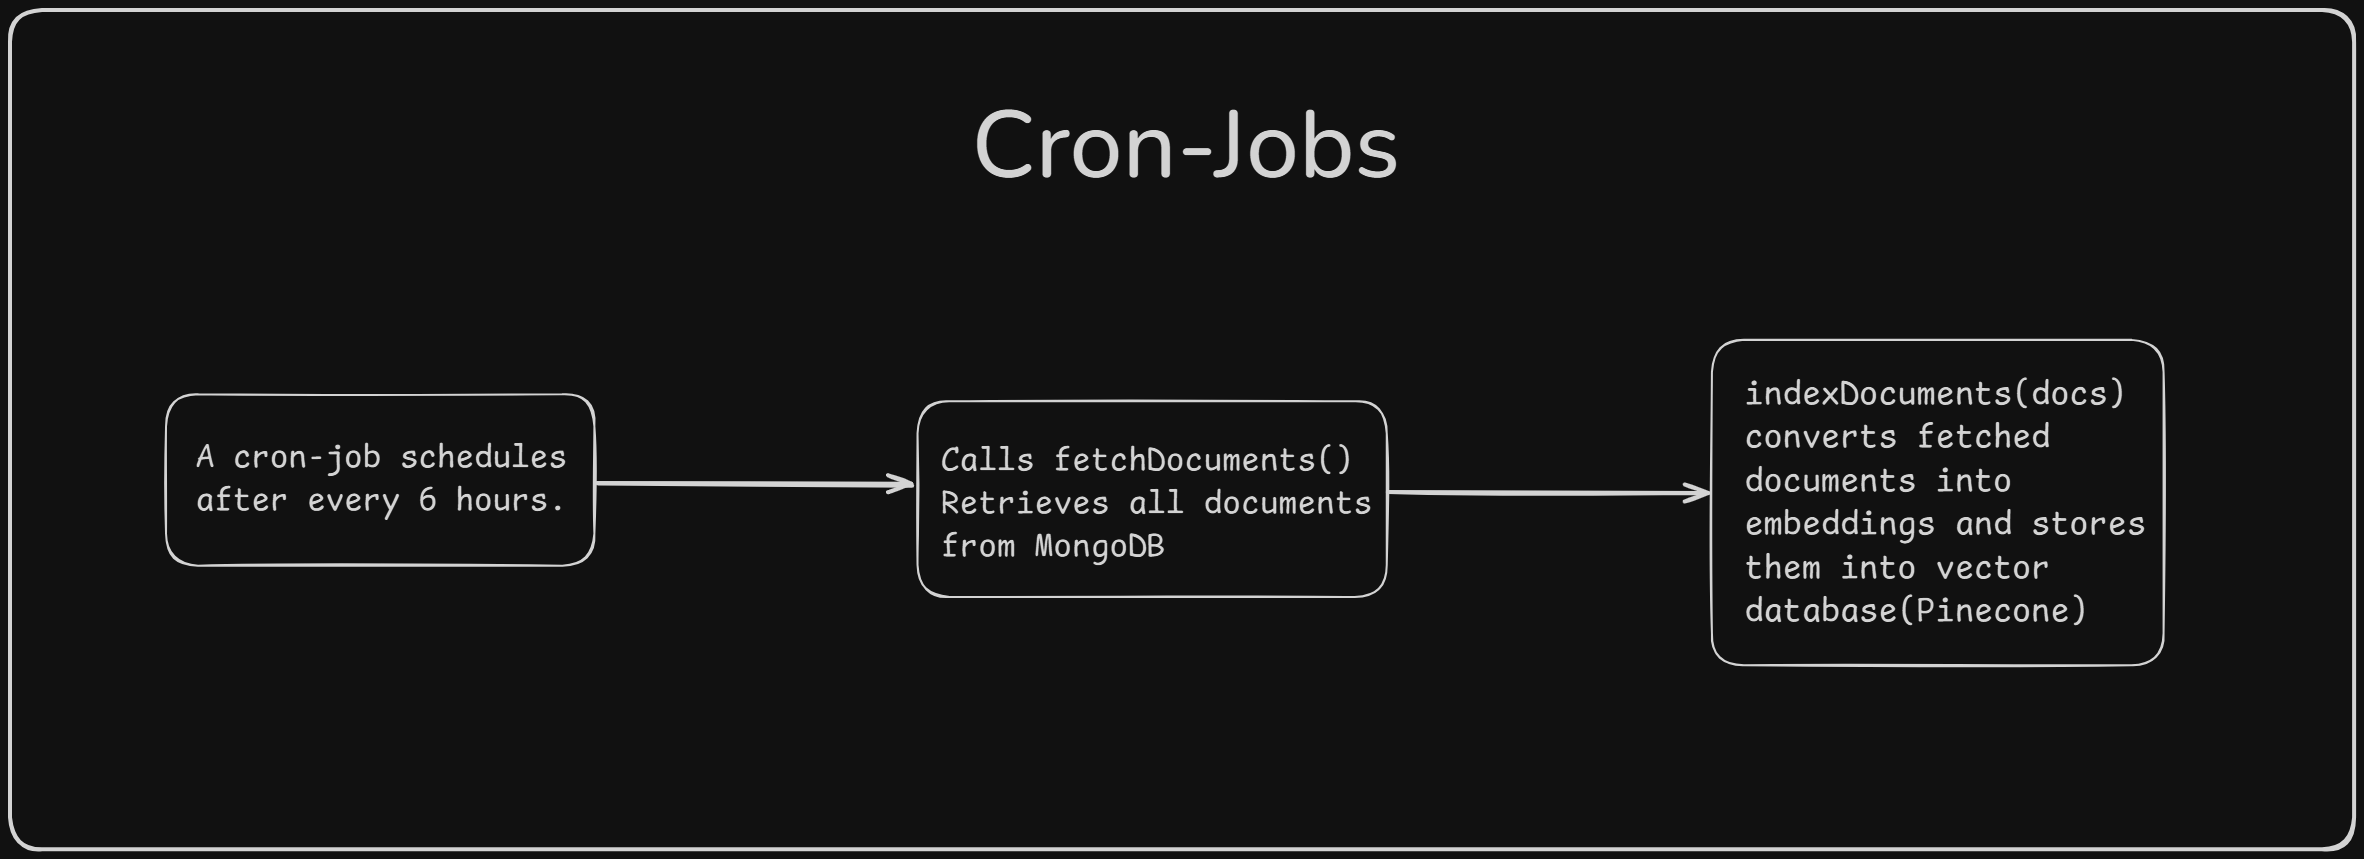 Cron-Jobs
A cron-job schedules
after every 6 hours.
Calls fetchDocuments()
Retrieves all documents
from MongoDB
indexDocuments(docs)
converts fetched
documents into
embeddings and stores
them into vector
database(Pinecone)